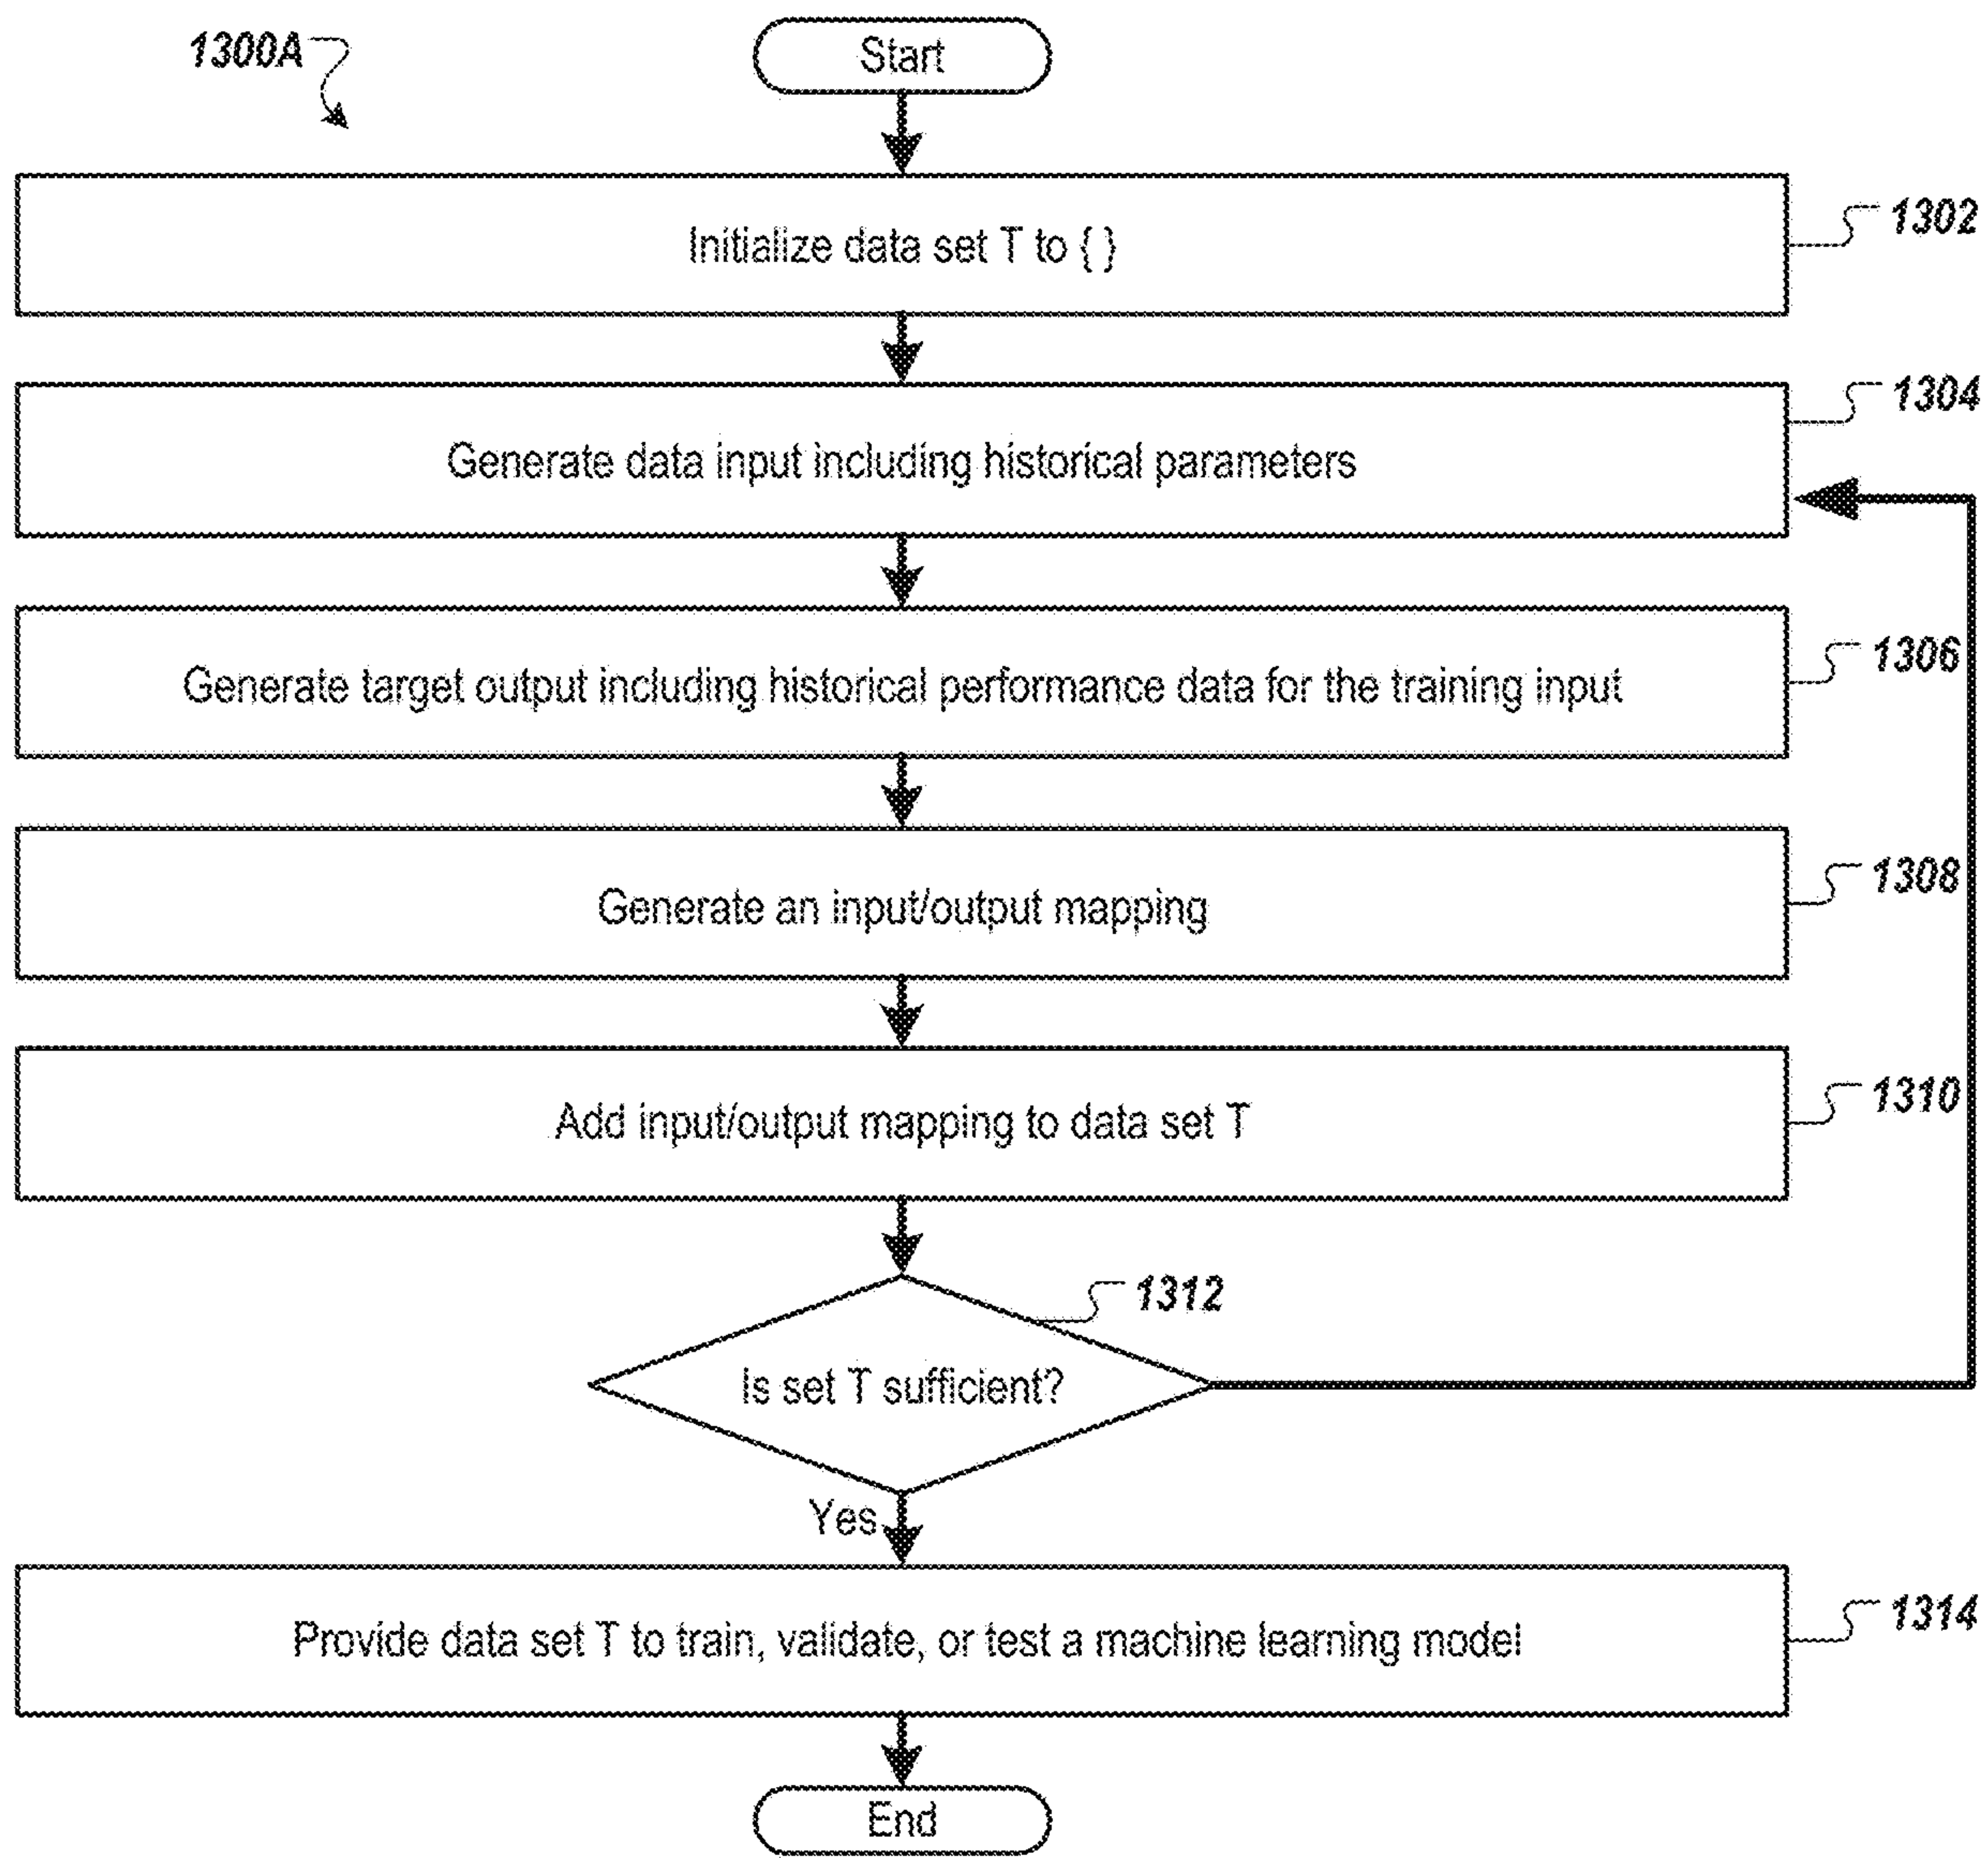 1300A
Start
Initialize data set T to { }
1302
Generate data input including historical parameters
1304
Generate target output including historical performance data for the training input
1306
Generate an input/output mapping
1308
Add input/output mapping to data set T
1310
Is set T sufficient?
1312
Yes
Provide data set T to train, validate, or test a machine learning model
1314
End